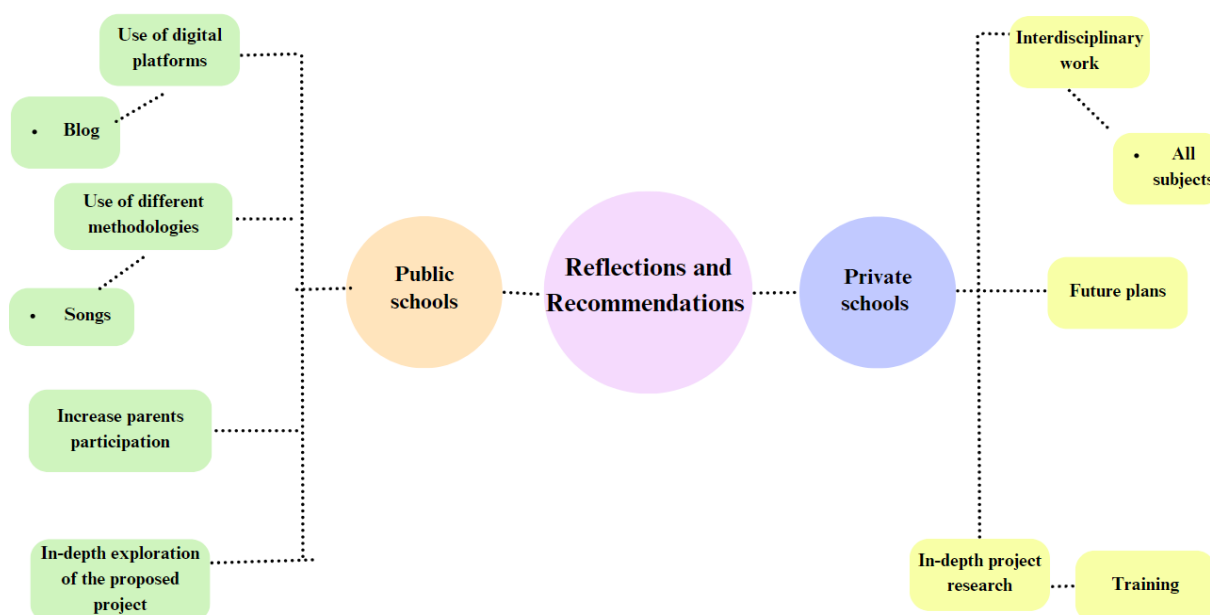 Use of digital
platforms
• Blog
Use of different
methodologies
• Songs
Increase parents
participation
In-depth exploration
of the proposed
project
Public
schools
Reflections and
Recommendations
Private
schools
Interdisciplinary
work
• All
subjects
Future plans
In-depth project
research
Training